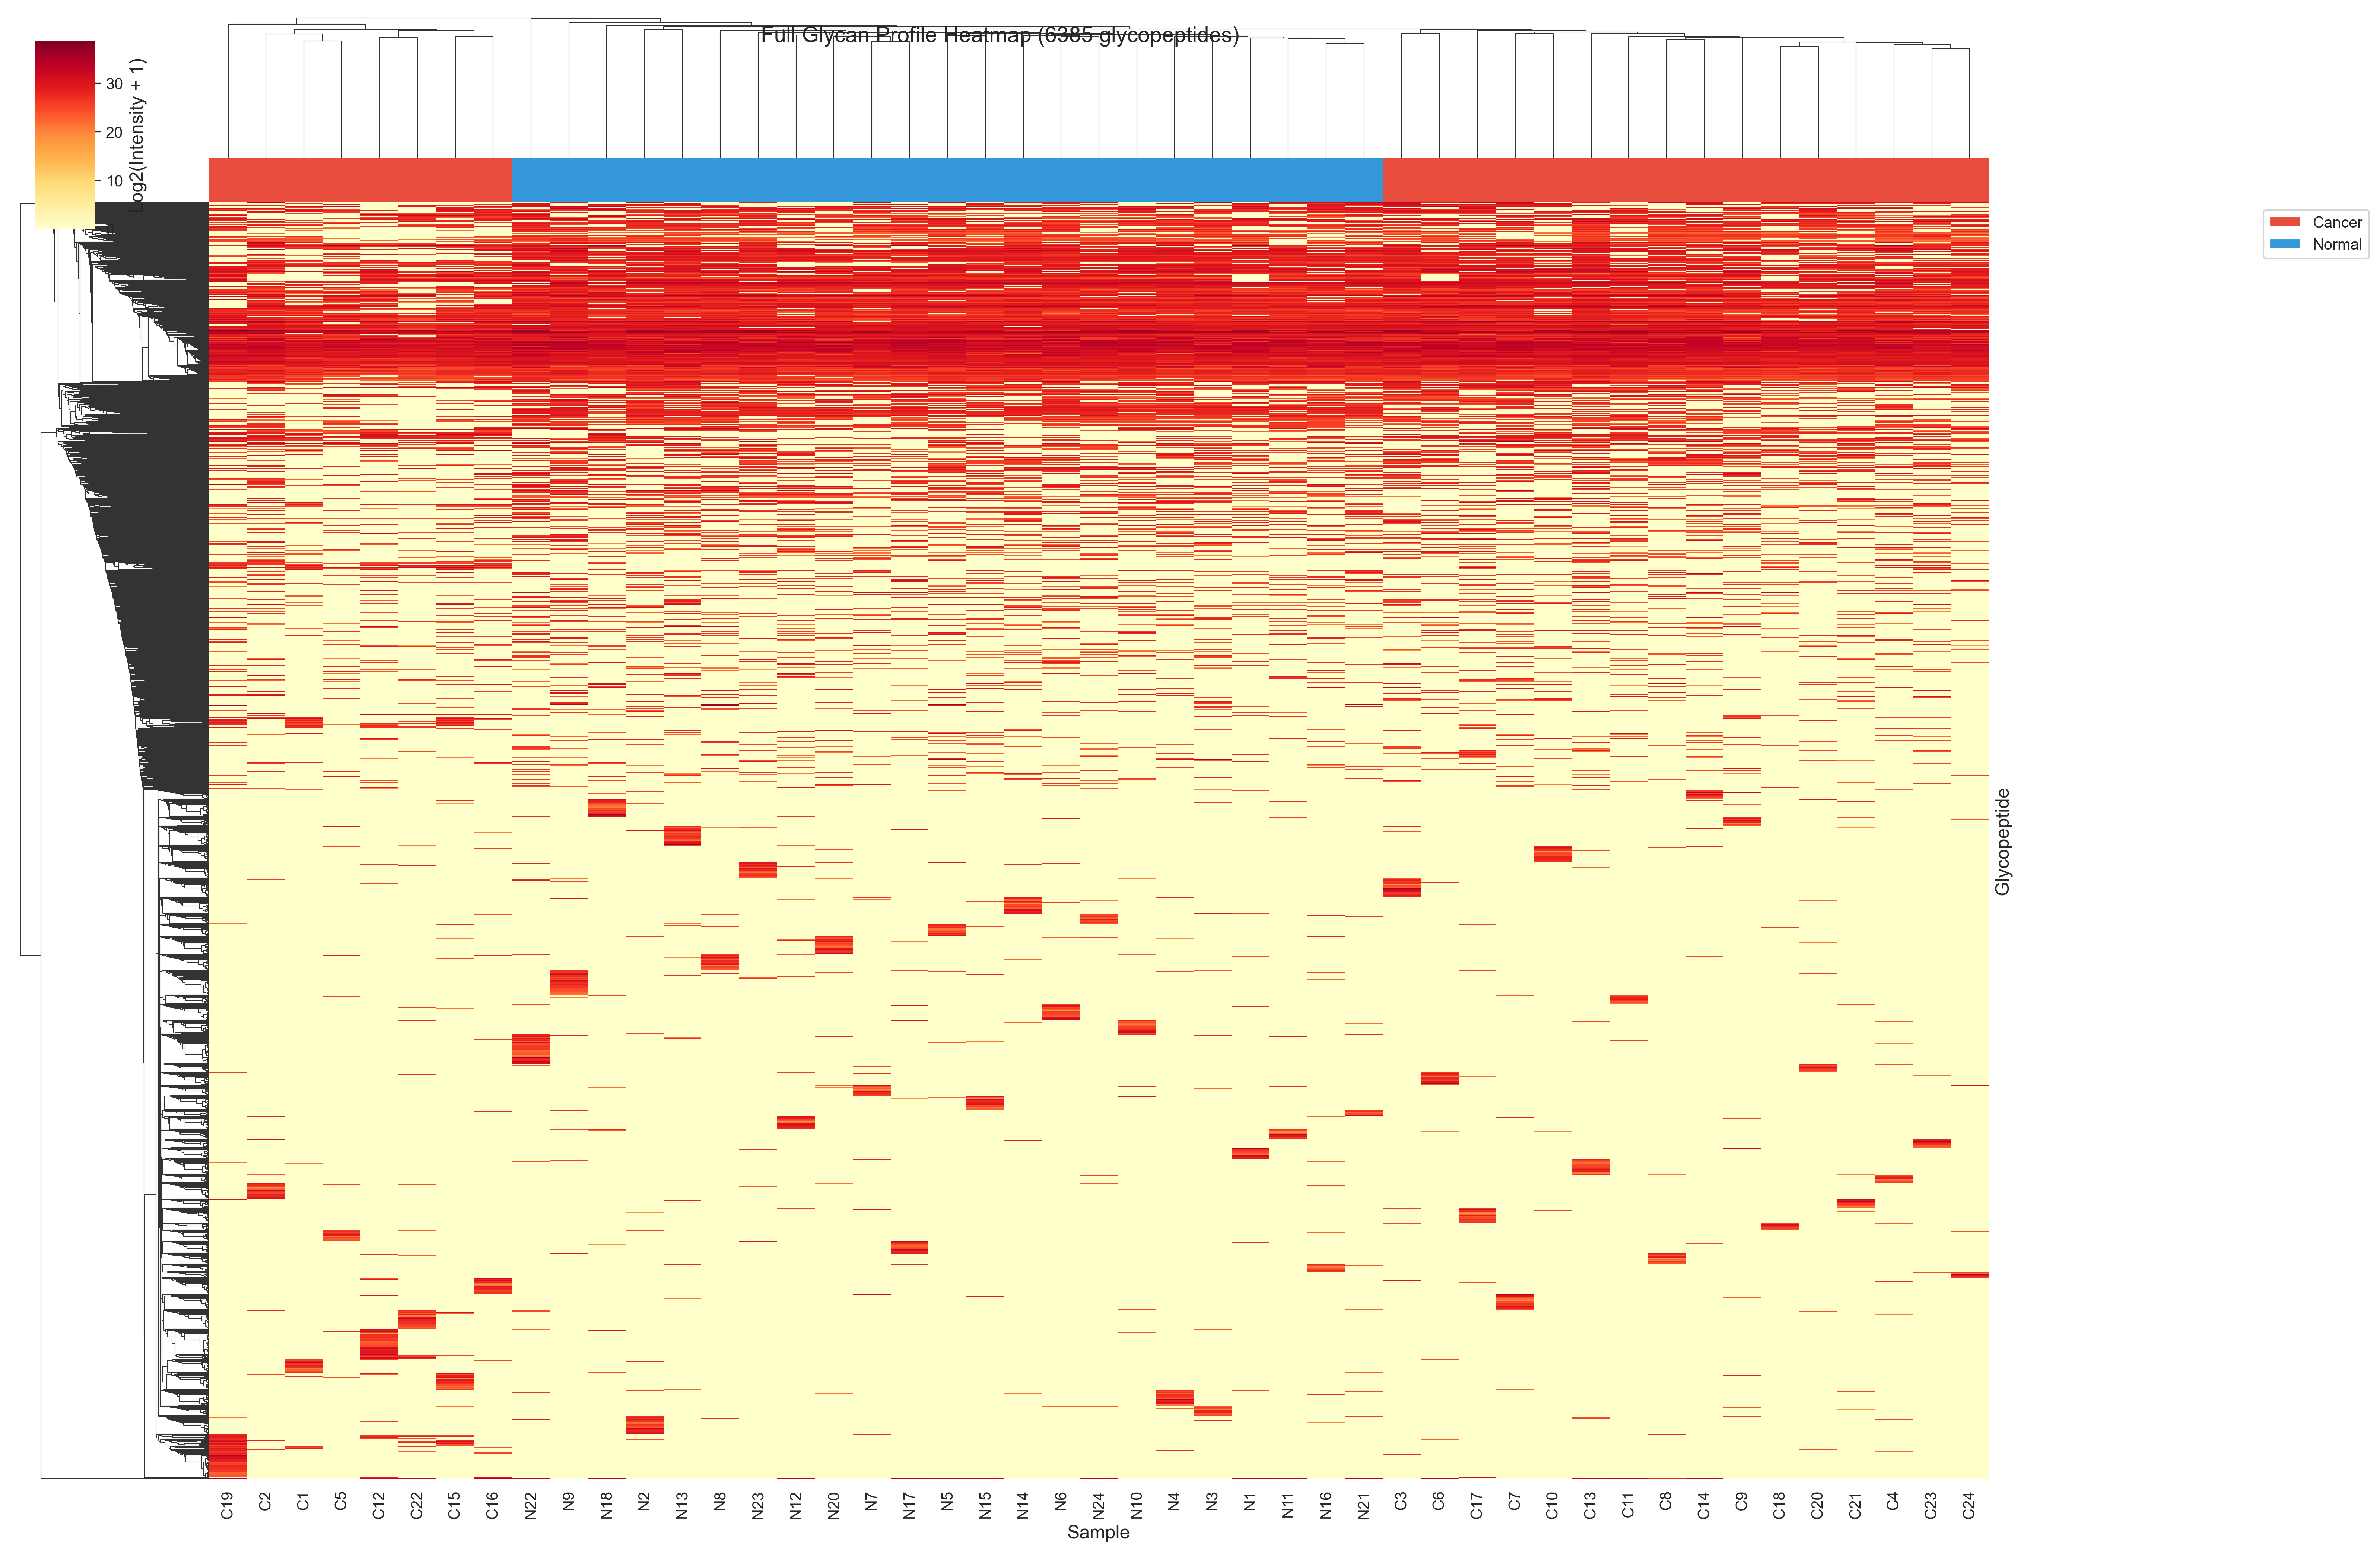 Full Glycan Profile Heatmap (6385 glycopeptides)
30
20
10
Log2(Intensity + 1)
Cancer
Normal
Glycopeptide
C19 C2 C1 C5 C12 C22 C15 C16 N22 N9 N18 N2 N13 N8 N23 N12 N20 N7 N17 N5 N15 N14 N6 N24 N10 N4 N3 N1 N11 N16 N21 C3 C6 C17 C7 C10 C13 C11 C8 C14 C9 C18 C20 C21 C4 C23 C24
Sample